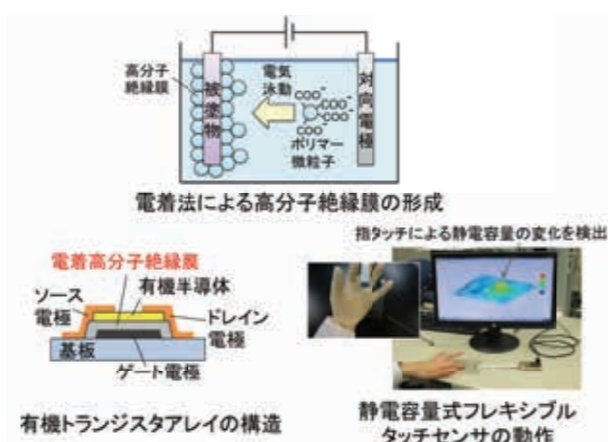 高分子
絶縁膜
被塗物
電気
泳動
COO⁻
COO⁻
COO⁻
COO⁻
COO⁻
ポリマー
微粒子
対向電極
電着法による高分子絶縁膜の形成
電着高分子絶縁膜
有機半導体
ソース
電極
ドレイン
電極
基板
ゲート電極
有機トランジスタアレイの構造
指タッチによる静電容量の変化を検出
静電容量式フレキシブル
タッチセンサの動作